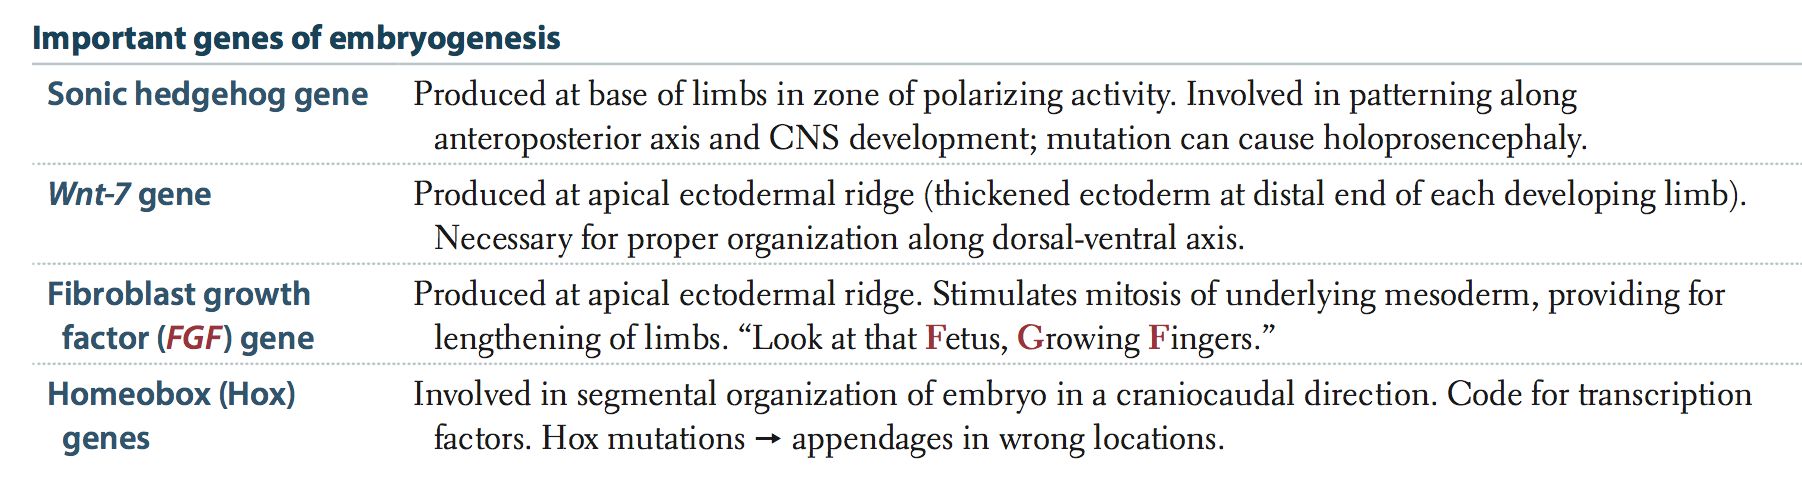 Important genes of embryogenesis
Sonic hedgehog gene
Produced at base of limbs in zone of polarizing activity. Involved in patterning along
anteroposterior axis and CNS development; mutation can cause holoprosencephaly.
Wnt-7 gene
Produced at apical ectodermal ridge (thickened ectoderm at distal end of each developing limb).
Necessary for proper organization along dorsal-ventral axis.
Fibroblast growth
factor (FGF) gene
Produced at apical ectodermal ridge. Stimulates mitosis of underlying mesoderm, providing for
lengthening of limbs. “Look at that Fetus, Growing Fingers.”
Homeobox (Hox)
genes
Involved in segmental organization of embryo in a craniocaudal direction. Code for transcription
factors. Hox mutations → appendages in wrong locations.